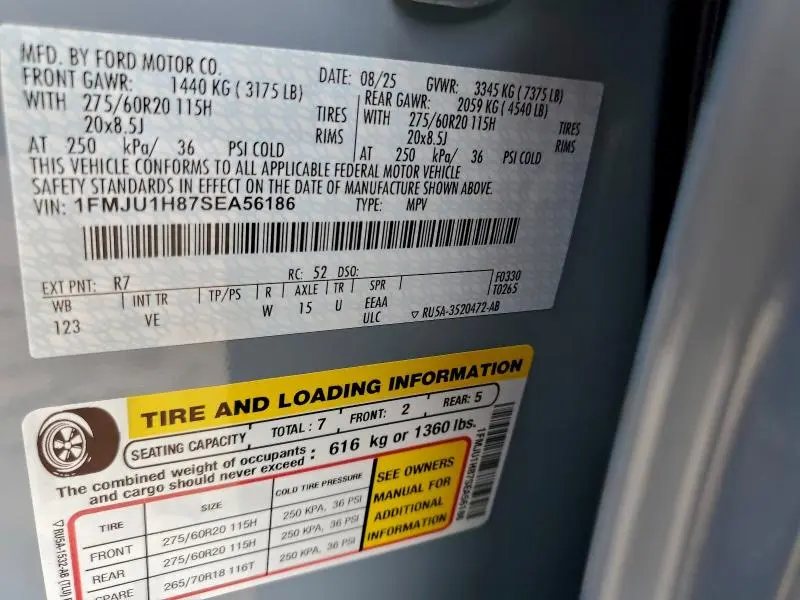 MFD. BY FORD MOTOR CO. DATE: 08/25 GVWR: 3345 KG (7375 LB)
FRONT GAWR: 1440 KG (3175 LB) REAR GAWR: 2059 KG (4540 LB)
WITH 275/60R20 115H TIRES WITH 275/60R20 115H TIRES
20x8.5J RIMS 20x8.5J RIMS
AT 250 kPa/ 36 PSI COLD AT 250 kPa/ 36 PSI COLD
THIS VEHICLE CONFORMS TO ALL APPLICABLE FEDERAL MOTOR VEHICLE
SAFETY STANDARDS IN EFFECT ON THE DATE OF MANUFACTURE SHOWN ABOVE.
VIN: 1FMJU1H87SEA56186 TYPE: MPV
EXT PNT: R7 RC: 52 DSO: F0330
T0265
WB INT TR TP/PS R AXLE TR SPR
123 VE W 15 U EEAA
ULC ▽ RU5A-3520472-AB
TIRE AND LOADING INFORMATION
SEATING CAPACITY TOTAL : 7 FRONT: 2 REAR: 5
The combined weight of occupants and cargo should never exceed : 616 kg or 1360 lbs.
TIRE SIZE COLD TIRE PRESSURE
FRONT 275/60R20 115H 250 KPA, 36 PSI
REAR 275/60R20 115H 250 KPA, 36 PSI
SPARE 265/70R18 116T 250 KPA, 36 PSI
SEE OWNERS
MANUAL FOR
ADDITIONAL
INFORMATION
1FMJU1H87SEA56186
▽ RU5A-1532-AB (TLU)